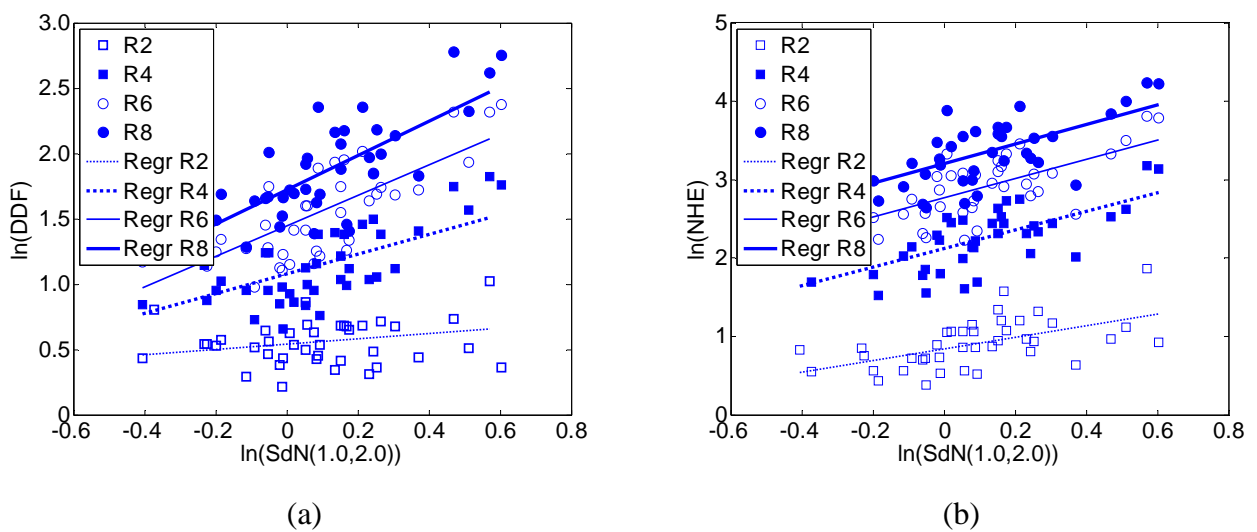 3.0
2.5
2.0
1.5
1.0
0.5
0
ln(DDF)
R2
R4
R6
R8
Regr R2
Regr R4
Regr R6
Regr R8
-0.6 -0.4 -0.2 0 0.2 0.4 0.6 0.8
ln(SdN(1.0,2.0))
(a)
5
4
3
2
1
0
ln(NHE)
R2
R4
R6
R8
Regr R2
Regr R4
Regr R6
Regr R8
-0.6 -0.4 -0.2 0 0.2 0.4 0.6 0.8
ln(SdN(1.0,2.0))
(b)